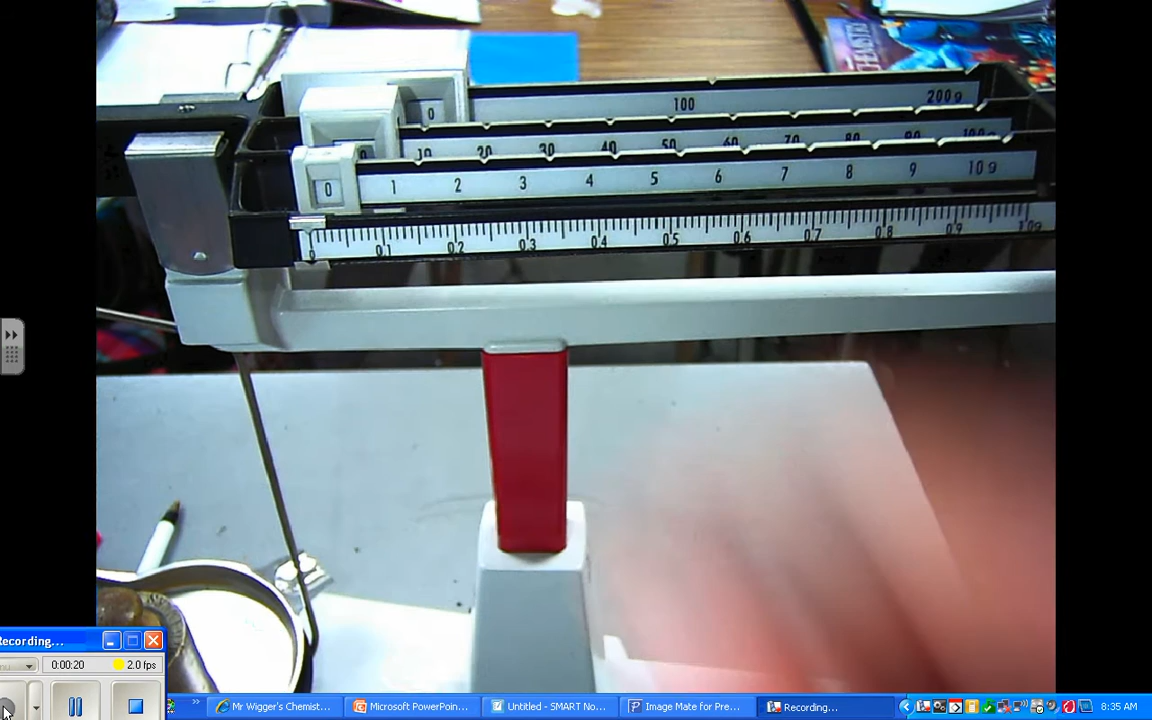 CHEMISTRY
0 100 200g
0 10 20 30 40 50 60 70 80 90 100g
0 1 2 3 4 5 6 7 8 9 10g
0 0.1 0.2 0.3 0.4 0.5 0.6 0.7 0.8 0.9 1.0g
Recording...
0:00:20 2.0 fps
Mr Wigger's Chemist...
Microsoft PowerPoin...
Untitled - SMART No...
Image Mate for Pre...
Recording...
8:35 AM